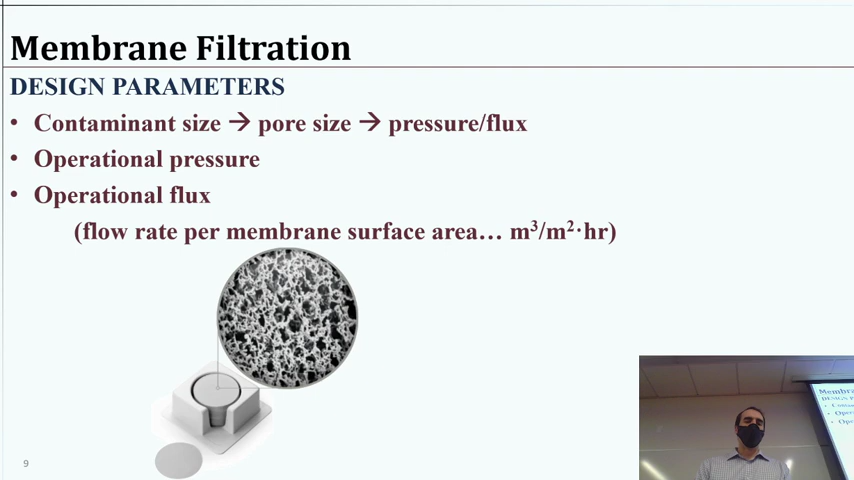 Membrane Filtration
DESIGN PARAMETERS
• Contaminant size → pore size → pressure/flux
• Operational pressure
• Operational flux
(flow rate per membrane surface area… m³/m²·hr)
9